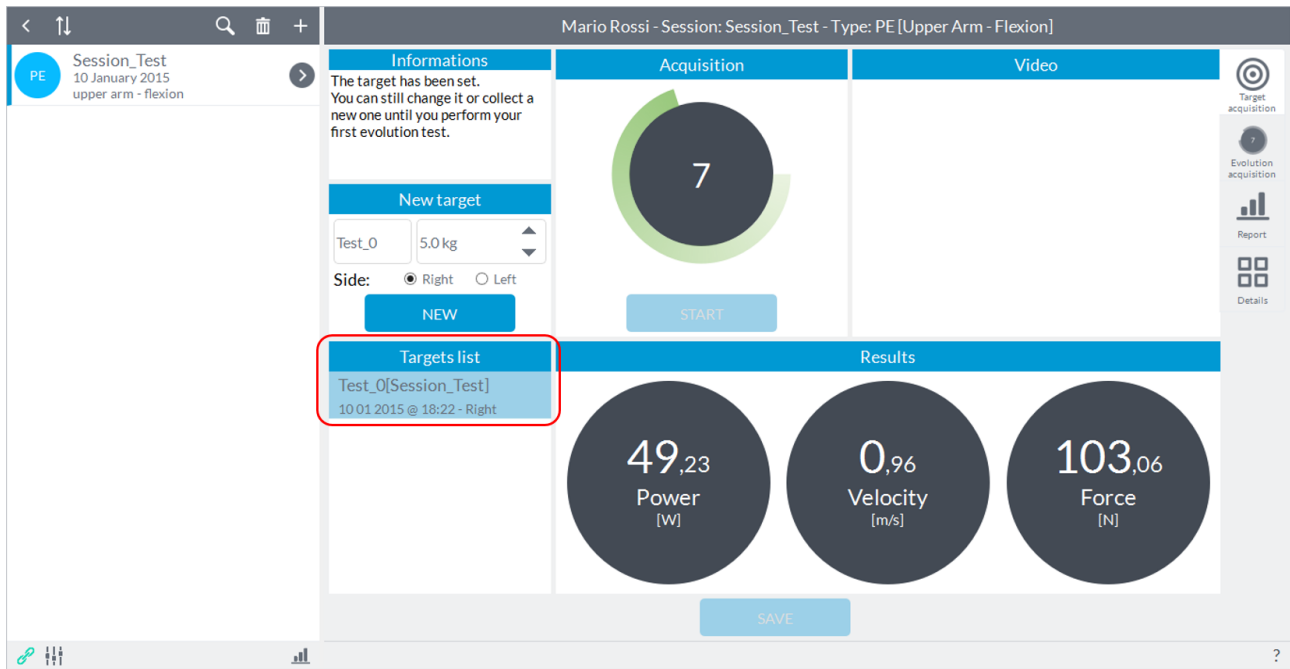 Mario Rossi - Session: Session_Test - Type: PE [Upper Arm - Flexion]
PE
Session_Test
10 January 2015
upper arm - flexion
Informations
The target has been set.
You can still change it or collect a
new one until you perform your
first evolution test.
New target
Test_0
5.0 kg
Side:
Right
Left
NEW
Targets list
Test_0[Session_Test]
10 01 2015 @ 18:22 - Right
Acquisition
7
START
Video
Results
49,23
Power
[W]
0,96
Velocity
[m/s]
103,06
Force
[N]
SAVE
Target
acquisition
7
Evolution
acquisition
Report
Details
?